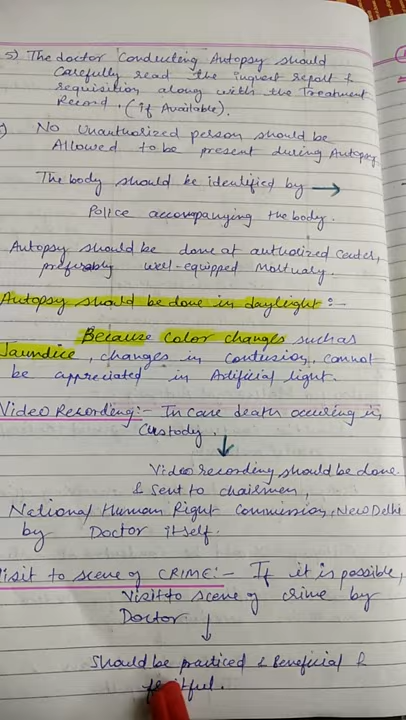 5) The doctor Conducting Autopsy should
Carefully read the inquest report &
requisition along with the Treatment
Record. (if Available).
) No Unauthorized person should be
Allowed to be present during Autopsy
The body should be identified by →
Police accompanying the body.
Autopsy should be done at authorized Center,
preferably well-equipped Mortuary.
Autopsy should be done in daylight :-
Because Color changes such as
Jaundice, changes in Contusion, cannot
be appreciated in Artificial light.
Video Recording:- In case death occuring in
Custody
↓
Video recording should be done.
& Sent to chairmen,
National Human Right Commission, New Delhi
by Doctor itself.
isit to scene of CRIME:- If it is possible,
Visit to scene of crime by
Doctor
↓
Should be practiced & Beneficial &